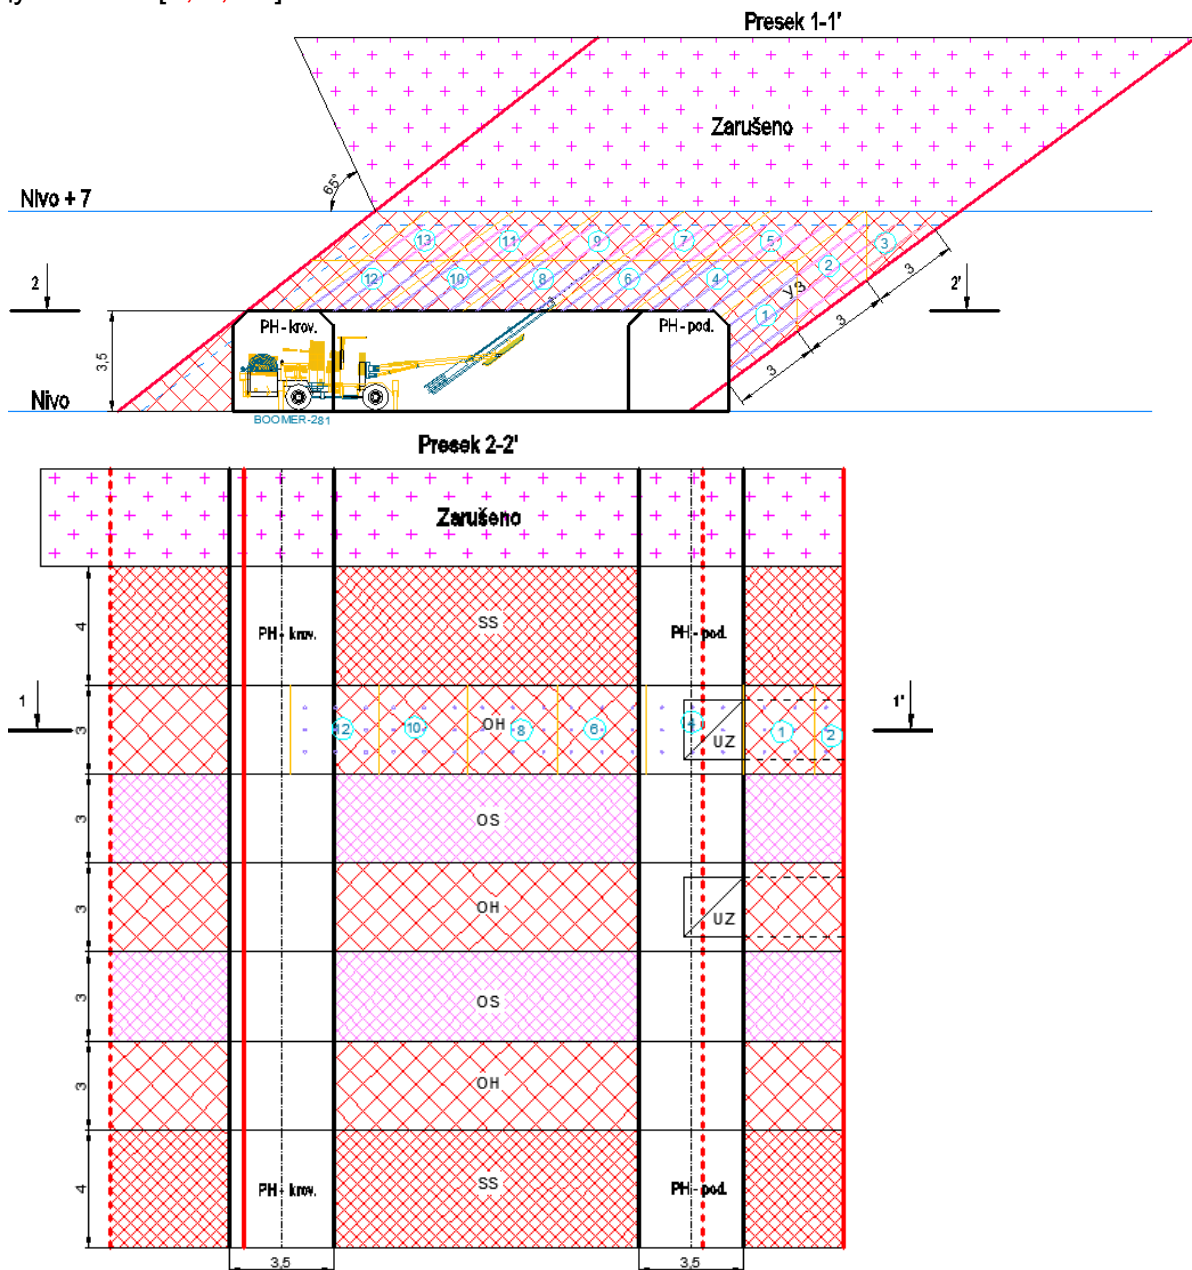 Presek 1-1'
Zarušeno
65°
Nivo + 7
13
11
9
7
5
3
2
12
10
8
6
4
У3
1
3
3
3
2
2'
PH - krov.
PH - pod.
3,5
Nivo
BOOMER-281
Presek 2-2'
Zarušeno
4
PH - krov.
SS
PH - pod.
1
1'
3
12
10
OH
8
6
4
UZ
1
2
3
OS
3
OH
UZ
3
OS
3
OH
4
PH - krov.
SS
PH - pod.
3,5
3,5